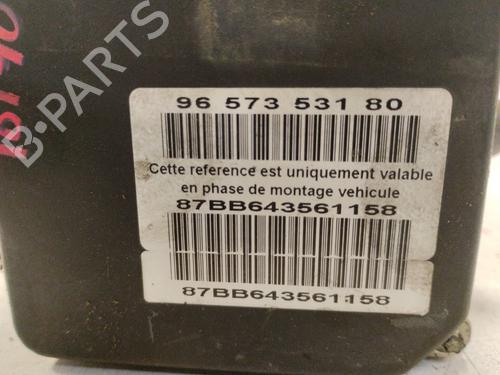 96 573 531 80
Cette reference est uniquement valable
en phase de montage vehicule
87BB643561158
87BB643561158
B-PARTS